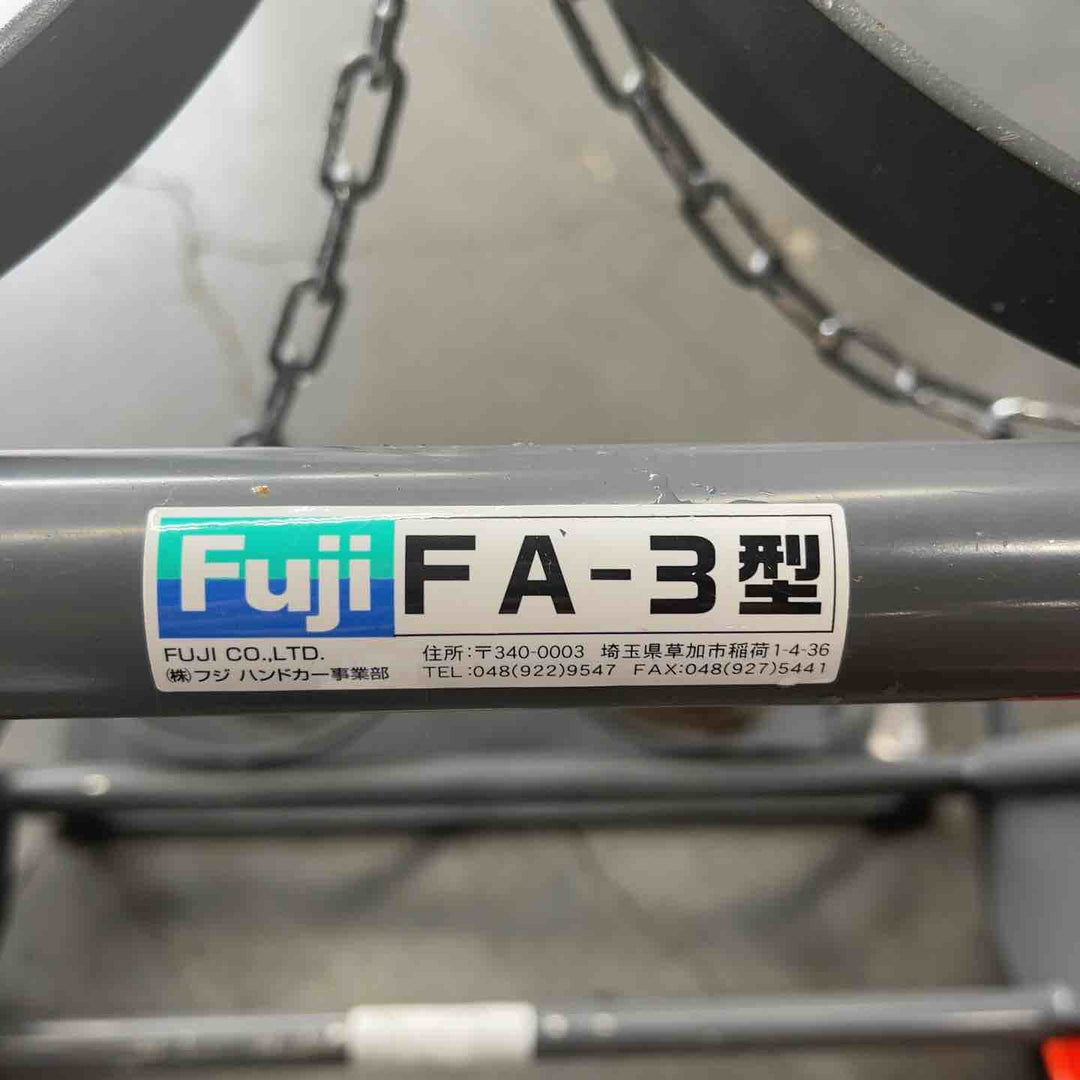 Fuji FA-3型
FUJI CO.,LTD. 住所:〒340-0003 埼玉県草加市稲荷1-4-36
㈱フジ ハンドカー事業部 TEL:048(922)9547 FAX:048(927)5441